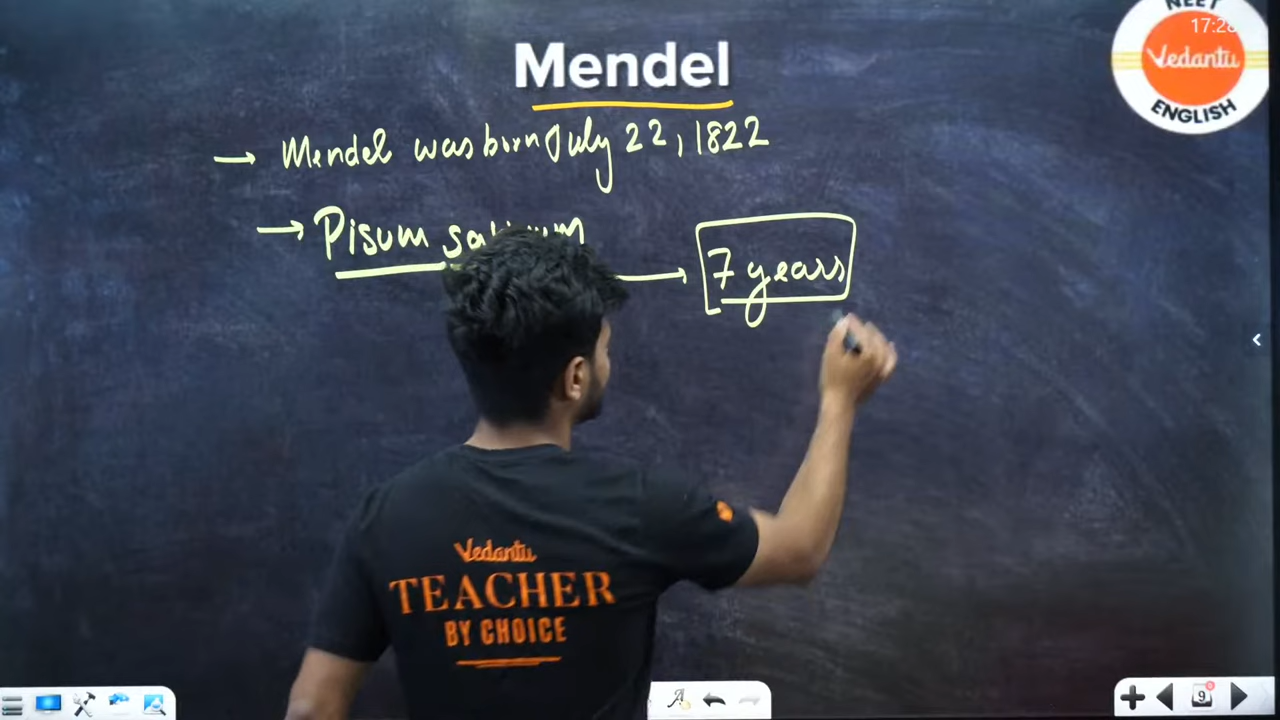 NEET
17:28
Vedantu
ENGLISH
Mendel
→ Mendel was born July 22, 1822
→ Pisum → 7 years
Vedantu
TEACHER
BY CHOICE
9